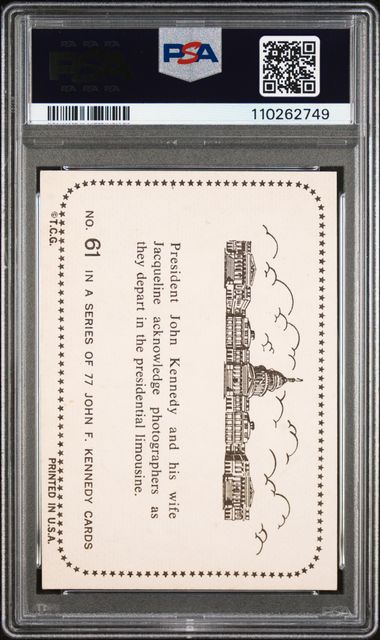 PSA
110262749
President John Kennedy and his wife
Jacqueline acknowledge photographers as
they depart in the presidential limousine.
NO. 61 IN A SERIES OF 77 JOHN F. KENNEDY CARDS
©T.C.G.
PRINTED IN U.S.A.